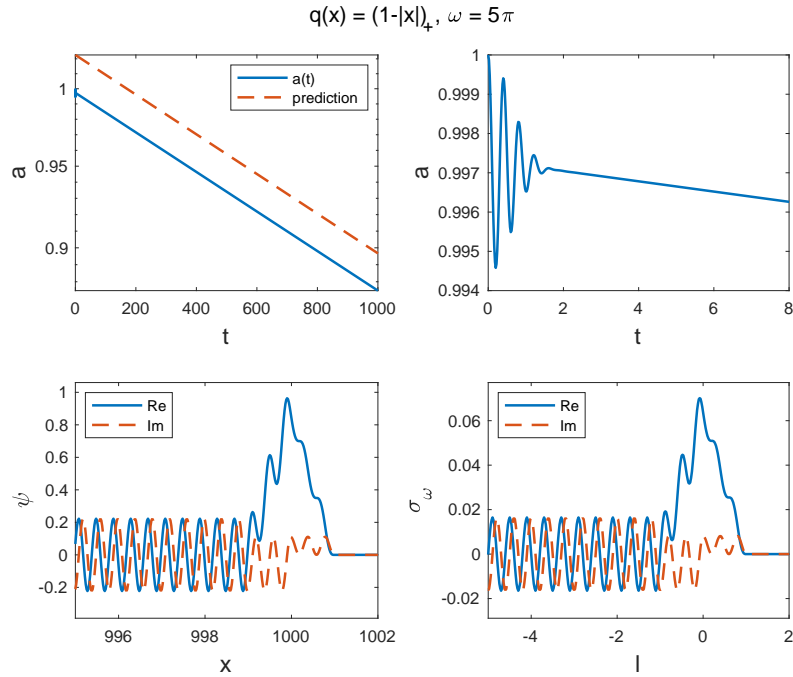 q(x) = (1-|x|)+, ω = 5π
1
0.95
0.9
a
0 200 400 600 800 1000
t
a(t)
prediction
1
0.999
0.998
0.997
0.996
0.995
0.994
a
0 2 4 6 8
t
1
0.8
0.6
0.4
0.2
0
-0.2
ψ
996 998 1000 1002
x
Re
Im
0.06
0.04
0.02
0
-0.02
σω
-4 -2 0 2
l
Re
Im